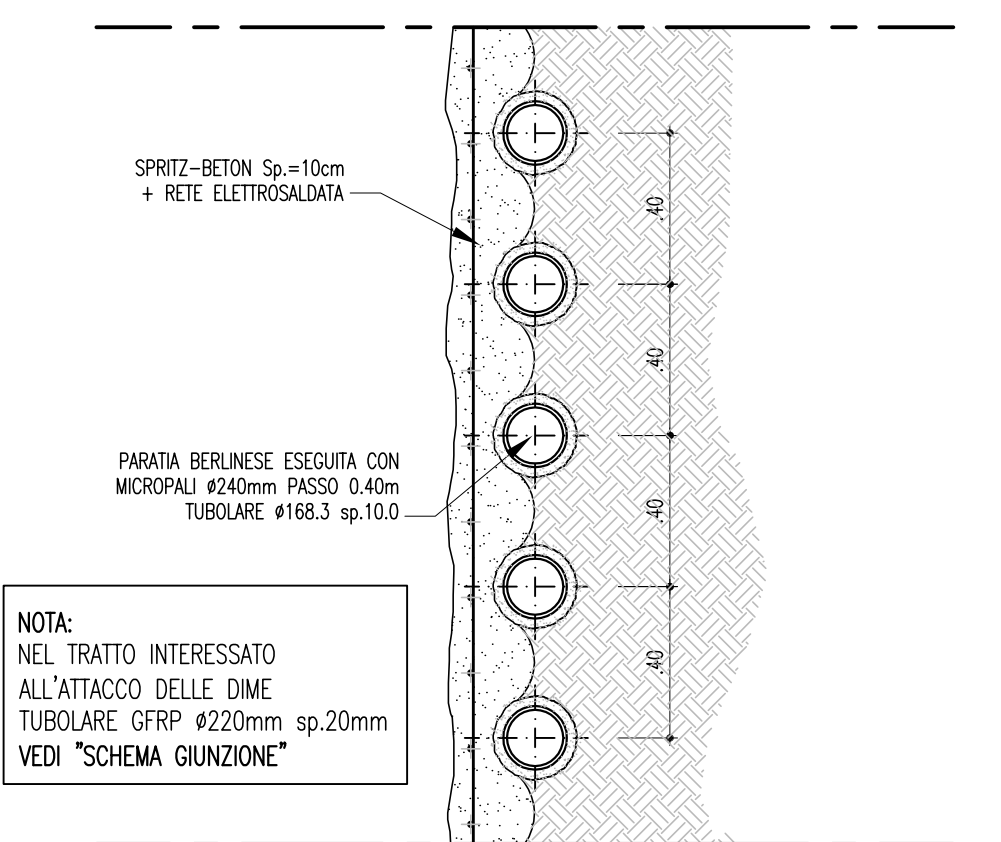 SPRITZ-BETON Sp.=10cm
+ RETE ELETTROSALDATA
.40
.40
PARATIA BERLINESE ESEGUITA CON
MICROPALI ø240mm PASSO 0.40m
TUBOLARE ø168.3 sp.10.0
.40
NOTA:
NEL TRATTO INTERESSATO
ALL'ATTACCO DELLE DIME
TUBOLARE GFRP ø220mm sp.20mm
VEDI "SCHEMA GIUNZIONE"
.40